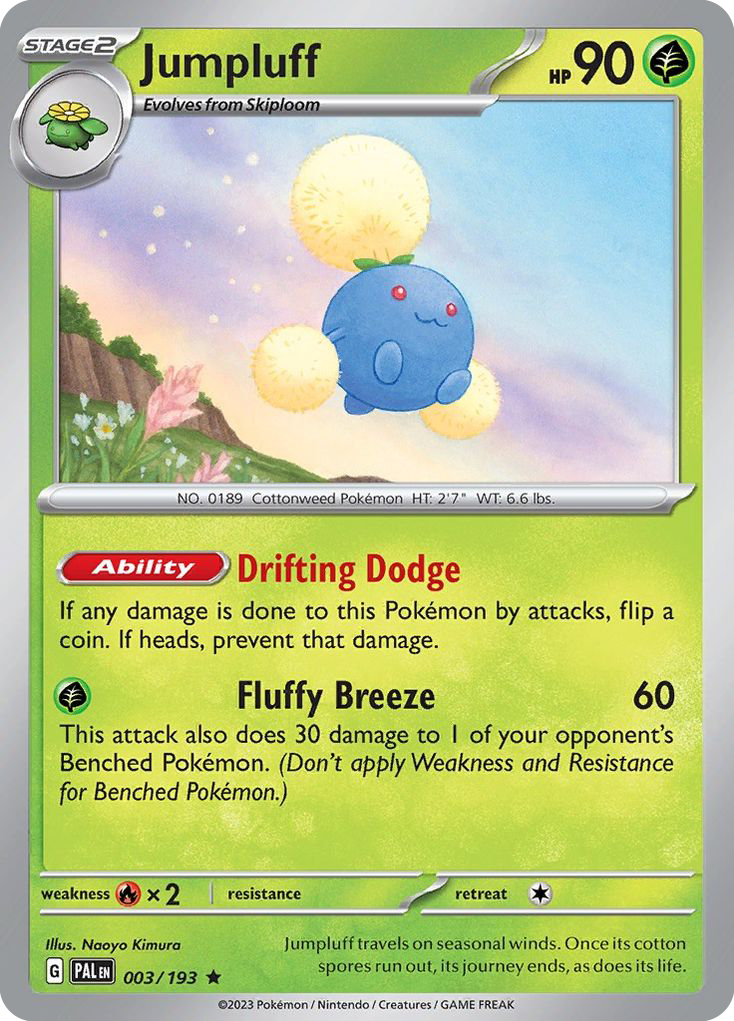 STAGE2
Jumpluff
HP 90
Evolves from Skiploom
NO. 0189 Cottonweed Pokémon HT: 2'7" WT: 6.6 lbs.
Ability Drifting Dodge
If any damage is done to this Pokémon by attacks, flip a
coin. If heads, prevent that damage.
Fluffy Breeze 60
This attack also does 30 damage to 1 of your opponent's
Benched Pokémon. (Don't apply Weakness and Resistance
for Benched Pokémon.)
weakness ×2 resistance retreat
Illus. Naoyo Kimura
G PAL EN 003/193 ★
Jumpluff travels on seasonal winds. Once its cotton
spores run out, its journey ends, as does its life.
©2023 Pokémon / Nintendo / Creatures / GAME FREAK